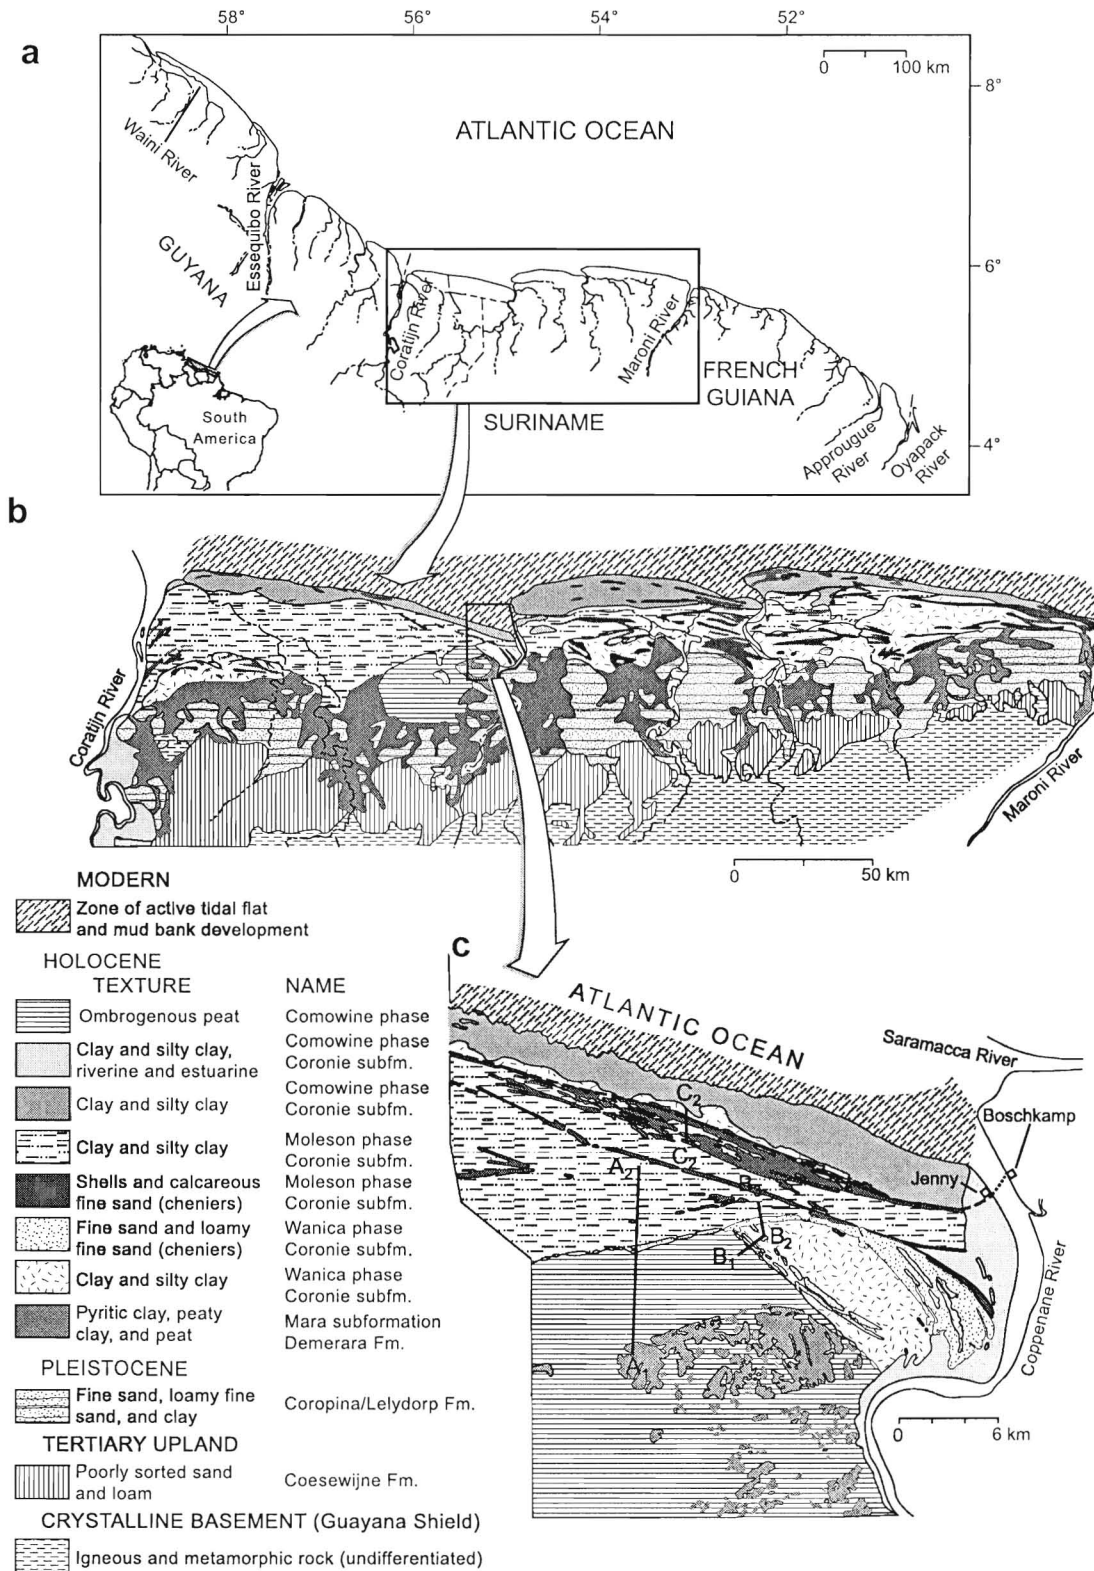 58°
56°
54°
52°
a
0 100 km
8°
ATLANTIC OCEAN
Waini River
Essequibo River
GUYANA
6°
Coratijn River
Maroni River
FRENCH
GUIANA
South
America
SURINAME
Approugue
River
Oyapack
River
4°
b
Coratijn River
Maroni River
0 50 km
MODERN
Zone of active tidal flat
and mud bank development
HOLOCENE
TEXTURE NAME
Ombrogenous peat Comowine phase
Clay and silty clay, Comowine phase
riverine and estuarine Coronie subfm.
Clay and silty clay Comowine phase
Coronie subfm.
Clay and silty clay Moleson phase
Coronie subfm.
Shells and calcareous Moleson phase
fine sand (cheniers) Coronie subfm.
Fine sand and loamy Wanica phase
fine sand (cheniers) Coronie subfm.
Clay and silty clay Wanica phase
Coronie subfm.
Pyritic clay, peaty Mara subformation
clay, and peat Demerara Fm.
PLEISTOCENE
Fine sand, loamy fine
sand, and clay Coropina/Lelydorp Fm.
TERTIARY UPLAND
Poorly sorted sand
and loam Coesewijne Fm.
CRYSTALLINE BASEMENT (Guayana Shield)
Igneous and metamorphic rock (undifferentiated)
c
ATLANTIC OCEAN
Saramacca River
Boschkamp
C2
Jenny
A2
B2
B1
A1
Coppenane River
0 6 km